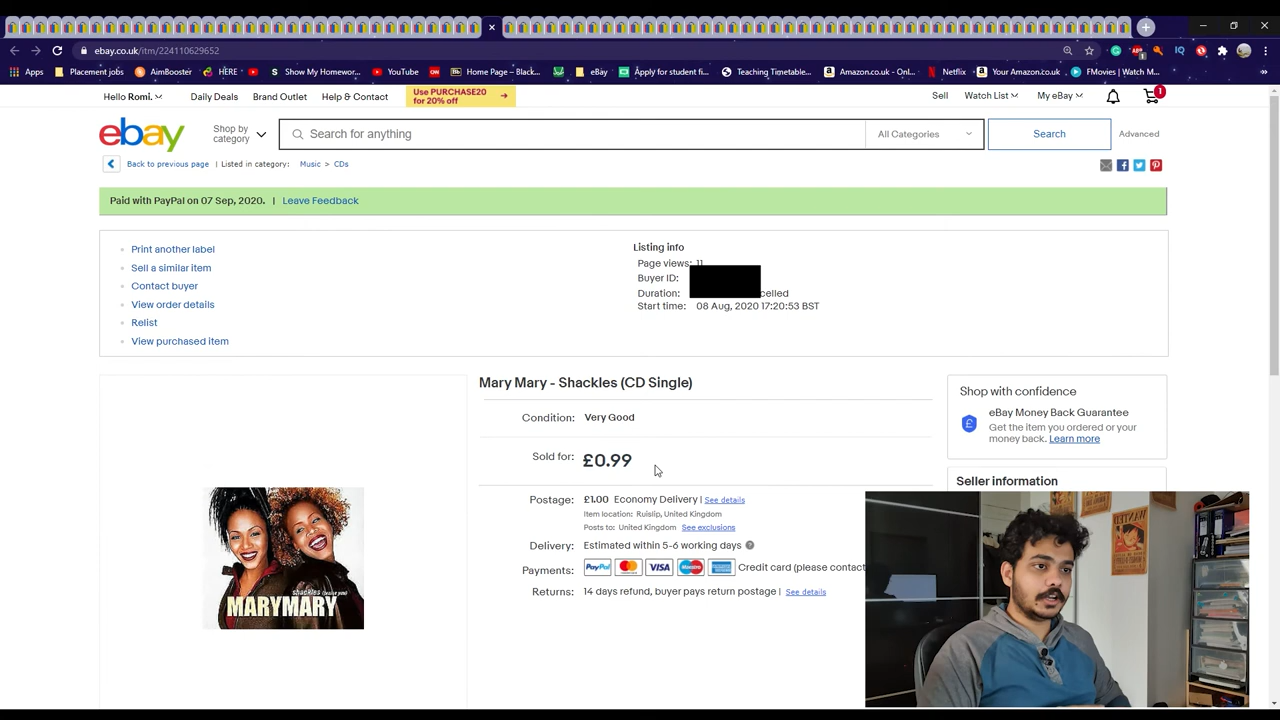 ebay.co.uk/itm/224110629652
Apps Placement jobs AimBooster HERE Show My Homewor... YouTube Home Page – Black... eBay Apply for student fi... Teaching Timetable... Amazon.co.uk - Onl... Netflix Your Amazon.co.uk FMovies | Watch M...
Hello Romi. Daily Deals Brand Outlet Help & Contact Use PURCHASE20 for 20% off Sell Watch List My eBay 1
ebay Shop by category Search for anything All Categories Search Advanced
Back to previous page | Listed in category: Music > CDs
Paid with PayPal on 07 Sep, 2020. | Leave Feedback
Print another label
Sell a similar item
Contact buyer
View order details
Relist
View purchased item
Listing info
Page views: 11
Buyer ID:
Duration: celled
Start time: 08 Aug, 2020 17:20:53 BST
Mary Mary - Shackles (CD Single)
Condition: Very Good
Sold for: £0.99
Postage: £1.00 Economy Delivery | See details
Item location: Ruislip, United Kingdom
Posts to: United Kingdom See exclusions
Delivery: Estimated within 5-6 working days
Payments: PayPal VISA Credit card (please contact
Returns: 14 days refund, buyer pays return postage | See details
Shop with confidence
eBay Money Back Guarantee
Get the item you ordered or your
money back. Learn more
Seller information
shackles (praise you)
MARYMARY